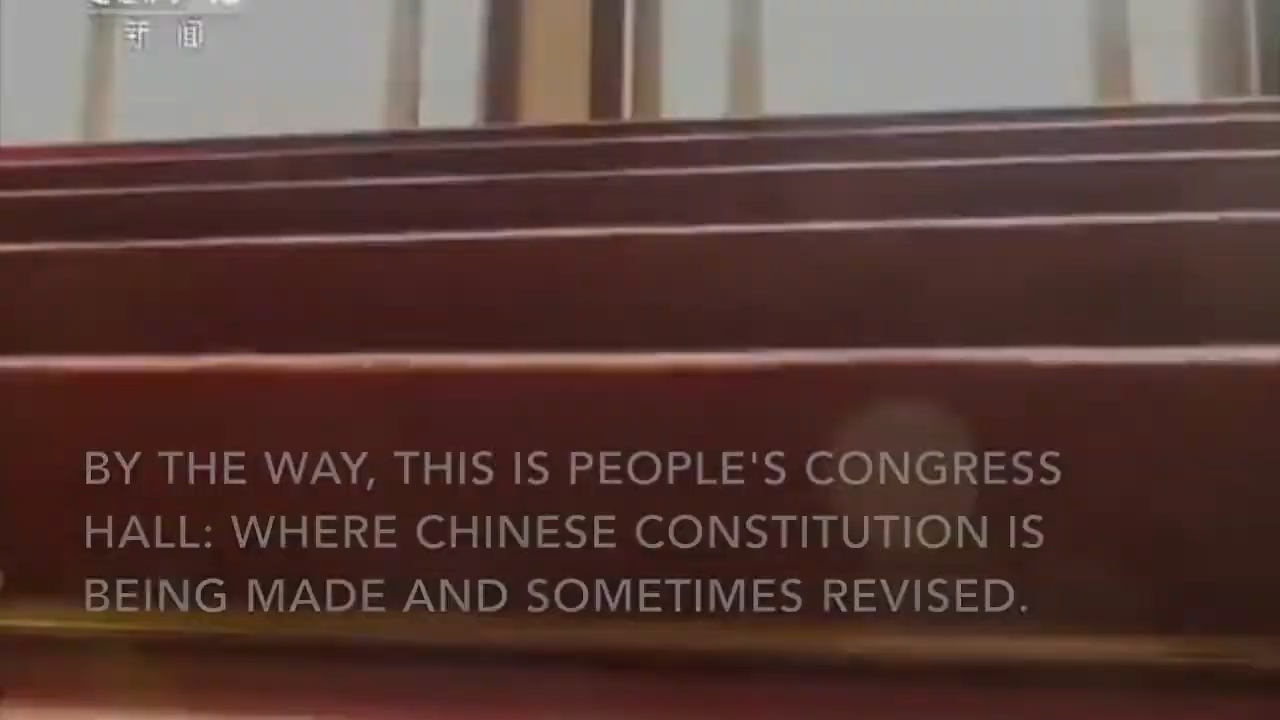 新闻
BY THE WAY, THIS IS PEOPLE'S CONGRESS
HALL: WHERE CHINESE CONSTITUTION IS
BEING MADE AND SOMETIMES REVISED.